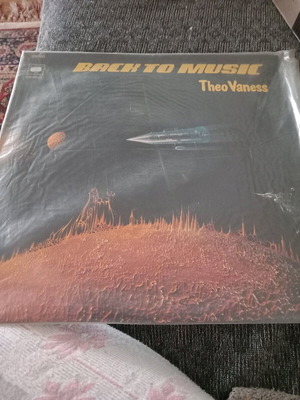 BACK TO MUSIC
Theo Vaness